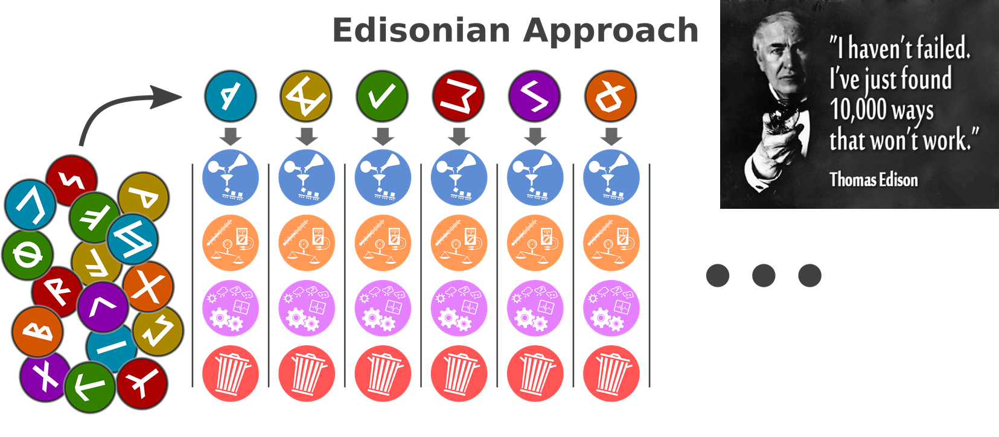 Edisonian Approach
"I haven't failed.
I've just found
10,000 ways
that won't work."
Thomas Edison